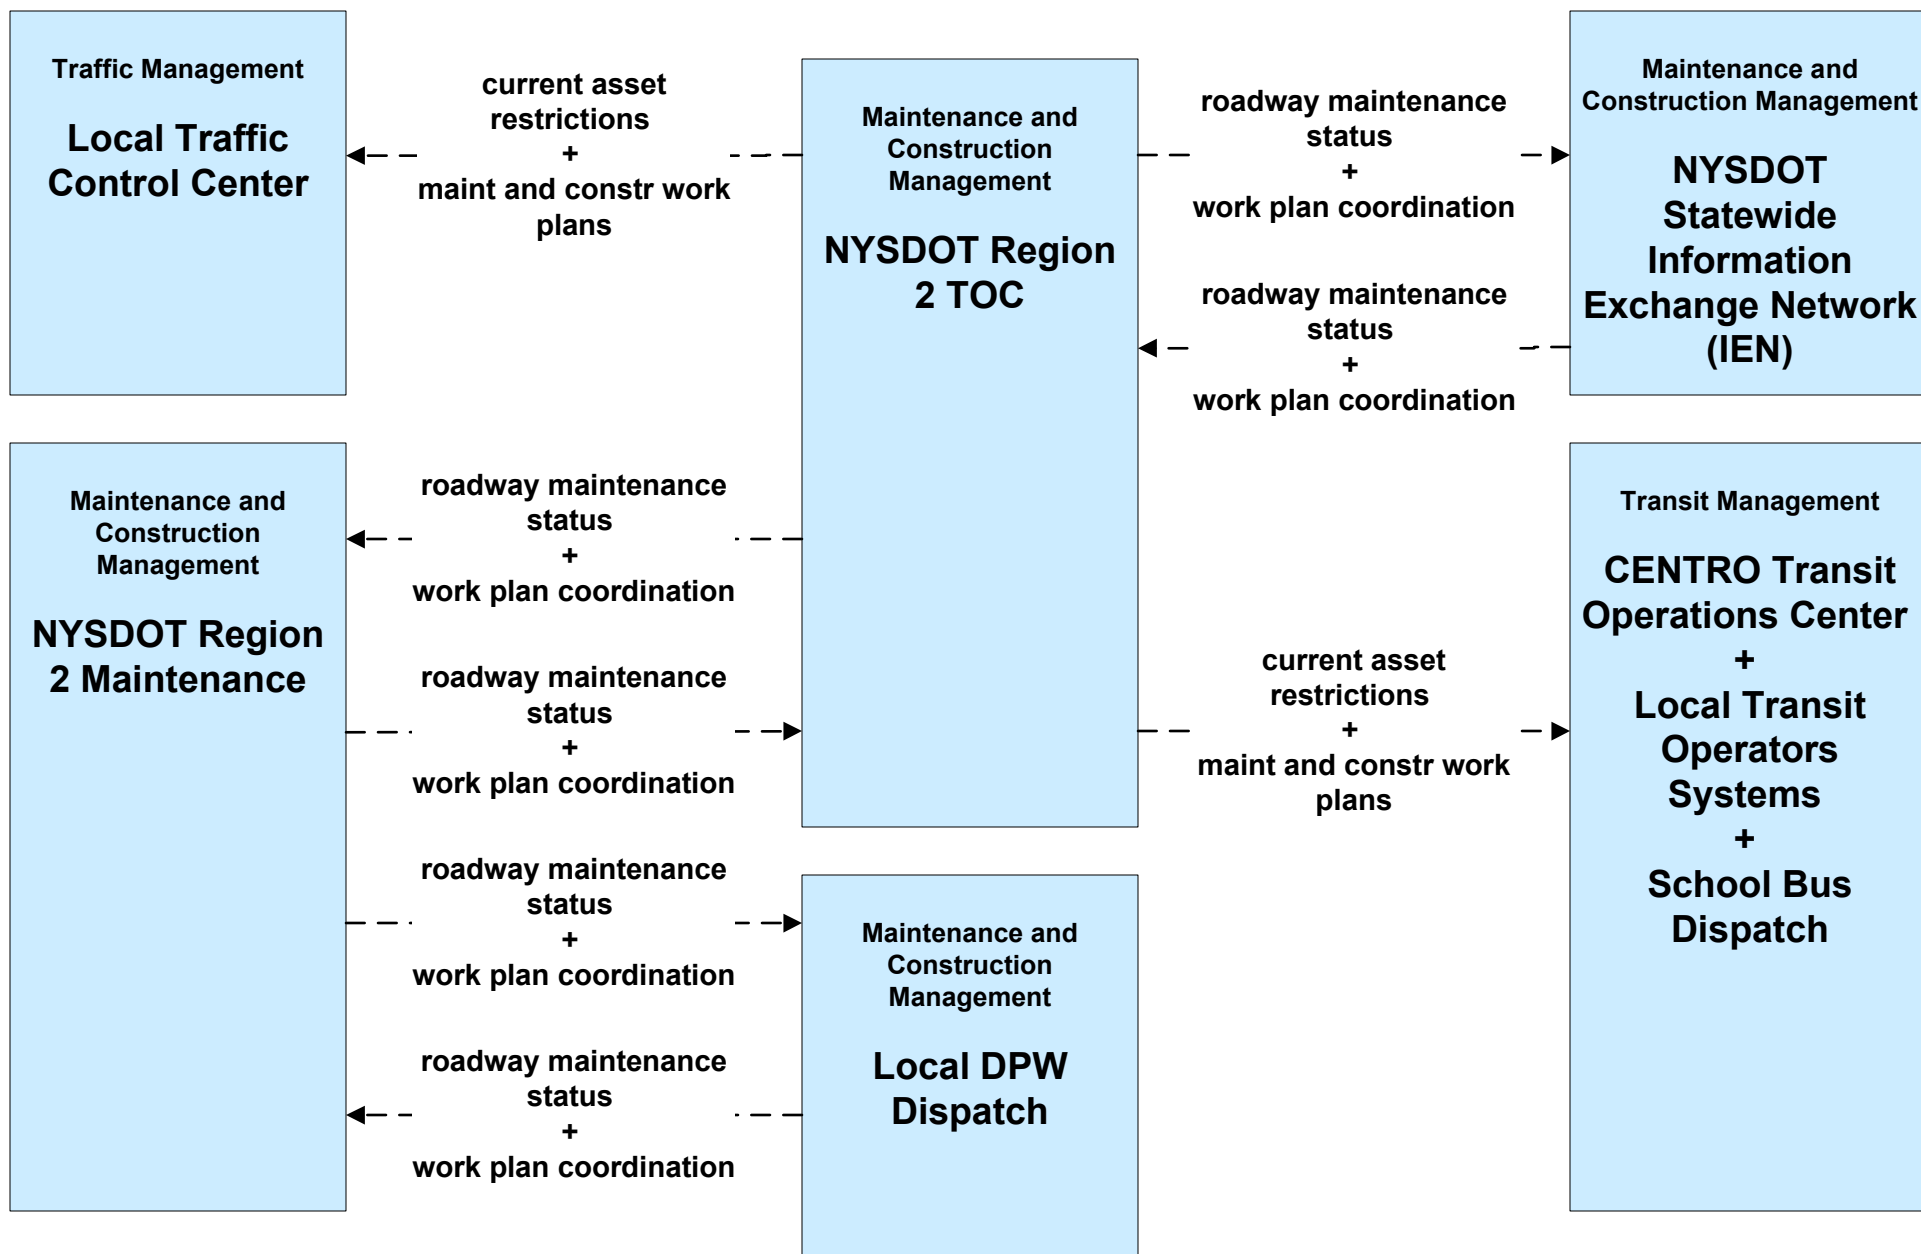 Traffic Management
Local Traffic
Control Center
current asset
restrictions
+
maint and constr work
plans
Maintenance and
Construction
Management
NYSDOT Region
2 TOC
roadway maintenance
status
+
work plan coordination
roadway maintenance
status
+
work plan coordination
Maintenance and
Construction Management
NYSDOT
Statewide
Information
Exchange Network
(IEN)
Maintenance and
Construction
Management
NYSDOT Region
2 Maintenance
roadway maintenance
status
+
work plan coordination
roadway maintenance
status
+
work plan coordination
roadway maintenance
status
+
work plan coordination
roadway maintenance
status
+
work plan coordination
Maintenance and
Construction
Management
Local DPW
Dispatch
current asset
restrictions
+
maint and constr work
plans
Transit Management
CENTRO Transit
Operations Center
+
Local Transit
Operators
Systems
+
School Bus
Dispatch